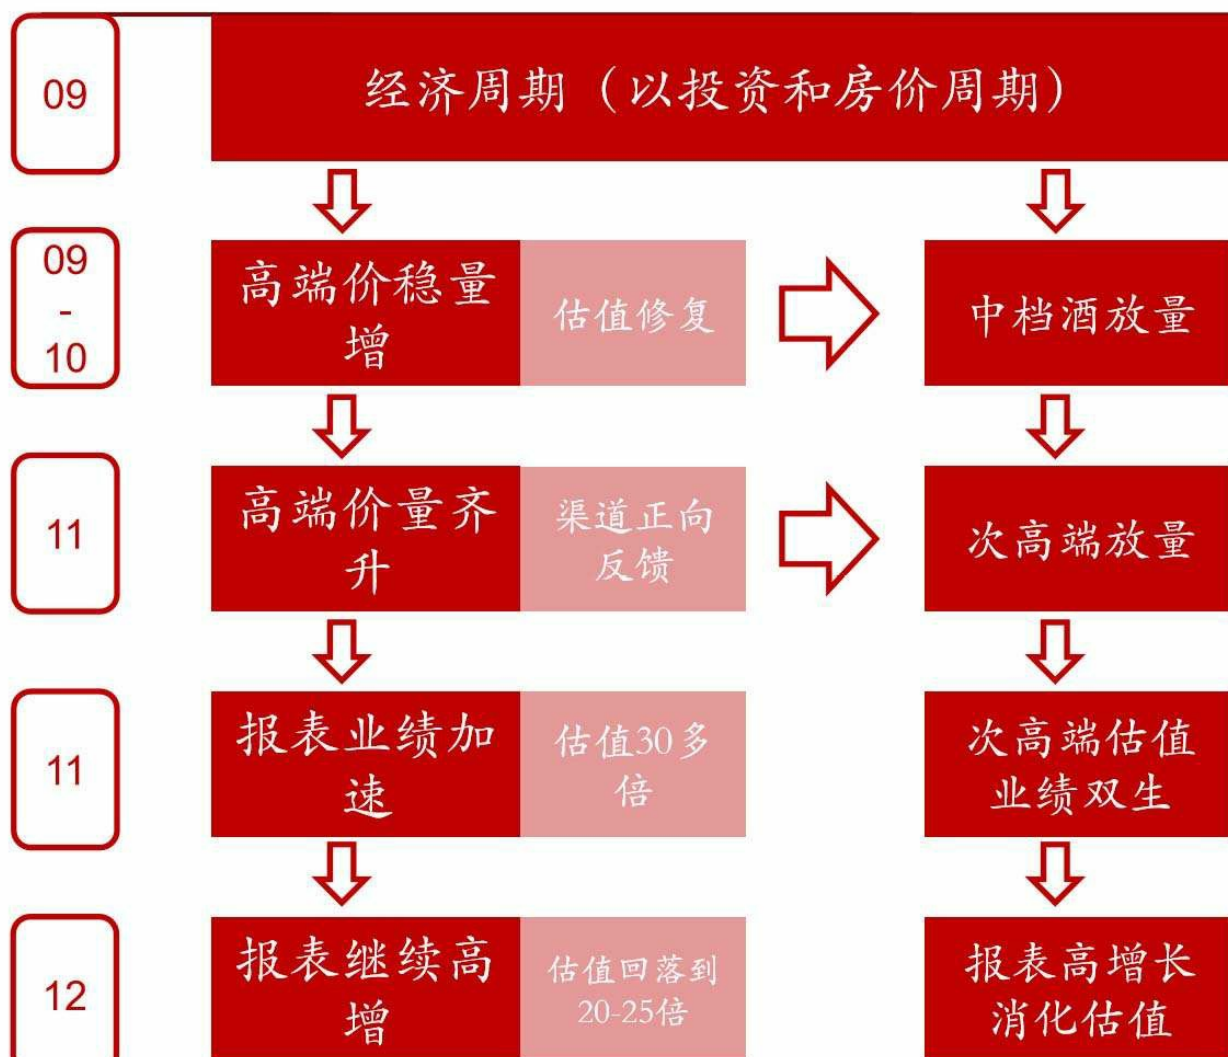 09
经济周期（以投资和房价周期）
09
-
10
高端价稳量
增
估值修复
中档酒放量
11
高端价量齐
升
渠道正向
反馈
次高端放量
11
报表业绩加
速
估值30多
倍
次高端估值
业绩双生
12
报表继续高
增
估值回落到
20-25倍
报表高增长
消化估值